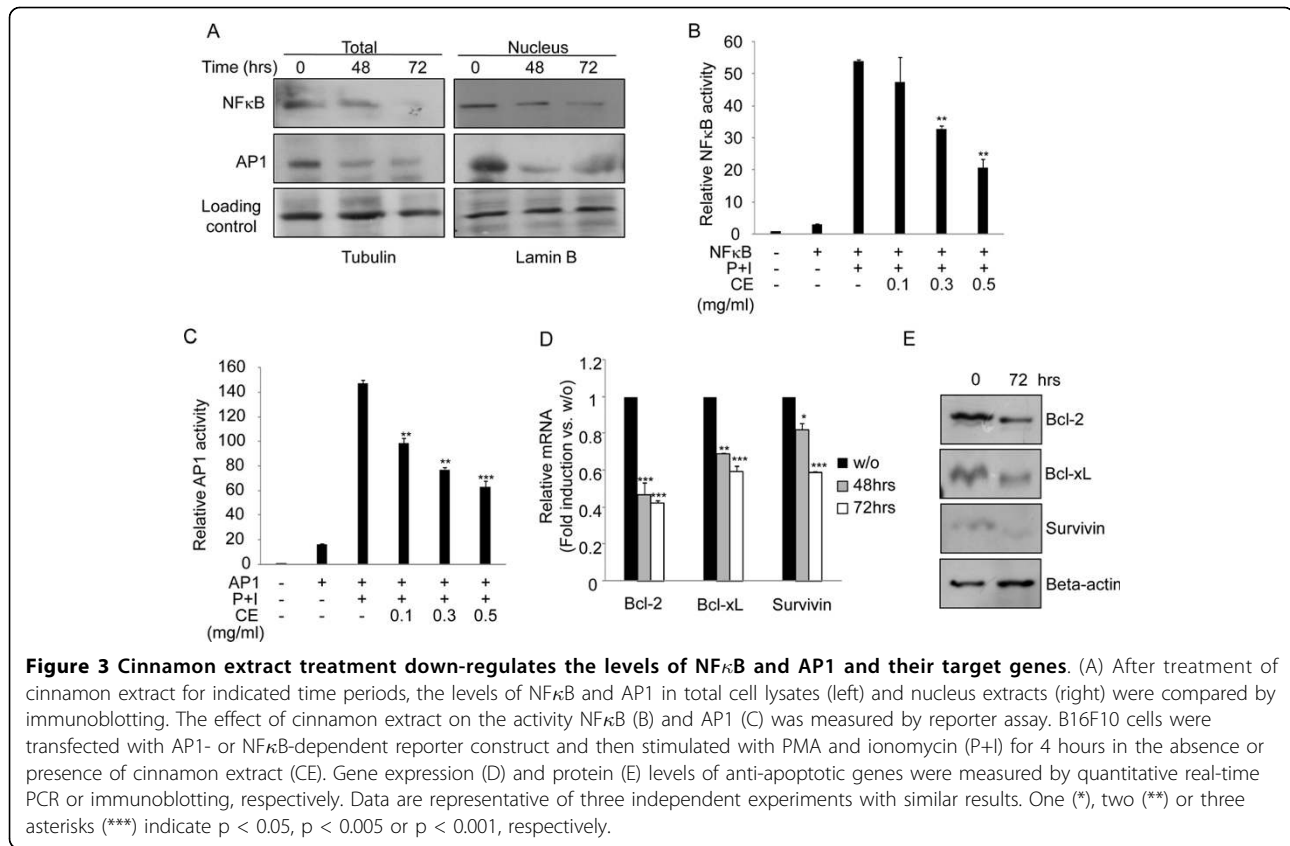 A
Total Nucleus
Time (hrs) 0 48 72 0 48 72
NFκB
AP1
Loading
control
Tubulin Lamin B
B
Relative NFκB activity
60
50
40
30
20
10
0
** **
NFκB - + + + + +
P+I - - + + + +
CE - - - 0.1 0.3 0.5
(mg/ml)
C
Relative AP1 activity
160
140
120
100
80
60
40
20
0
** ** ***
AP1 - + + + + +
P+I - - + + + +
CE - - - 0.1 0.3 0.5
(mg/ml)
D
Relative mRNA
(Fold induction vs. w/o)
1.2
1
0.8
0.6
0.4
0.2
0
*** *** ** *** * ***
Bcl-2 Bcl-xL Survivin
w/o
48hrs
72hrs
E
0 72 hrs
Bcl-2
Bcl-xL
Survivin
Beta-actin
Figure 3 Cinnamon extract treatment down-regulates the levels of NFκB and AP1 and their target genes. (A) After treatment of
cinnamon extract for indicated time periods, the levels of NFκB and AP1 in total cell lysates (left) and nucleus extracts (right) were compared by
immunoblotting. The effect of cinnamon extract on the activity NFκB (B) and AP1 (C) was measured by reporter assay. B16F10 cells were
transfected with AP1- or NFκB-dependent reporter construct and then stimulated with PMA and ionomycin (P+I) for 4 hours in the absence or
presence of cinnamon extract (CE). Gene expression (D) and protein (E) levels of anti-apoptotic genes were measured by quantitative real-time
PCR or immunoblotting, respectively. Data are representative of three independent experiments with similar results. One (*), two (**) or three
asterisks (***) indicate p < 0.05, p < 0.005 or p < 0.001, respectively.